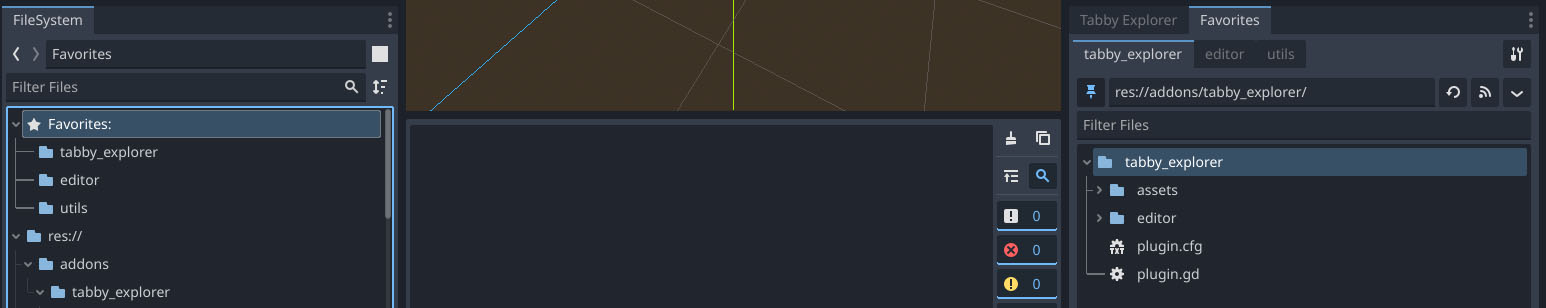 FileSystem
Favorites
Filter Files
Favorites:
tabby_explorer
editor
utils
res://
addons
tabby_explorer
0
0
0
Tabby Explorer Favorites
tabby_explorer editor utils
res://addons/tabby_explorer/
Filter Files
tabby_explorer
assets
editor
plugin.cfg
plugin.gd